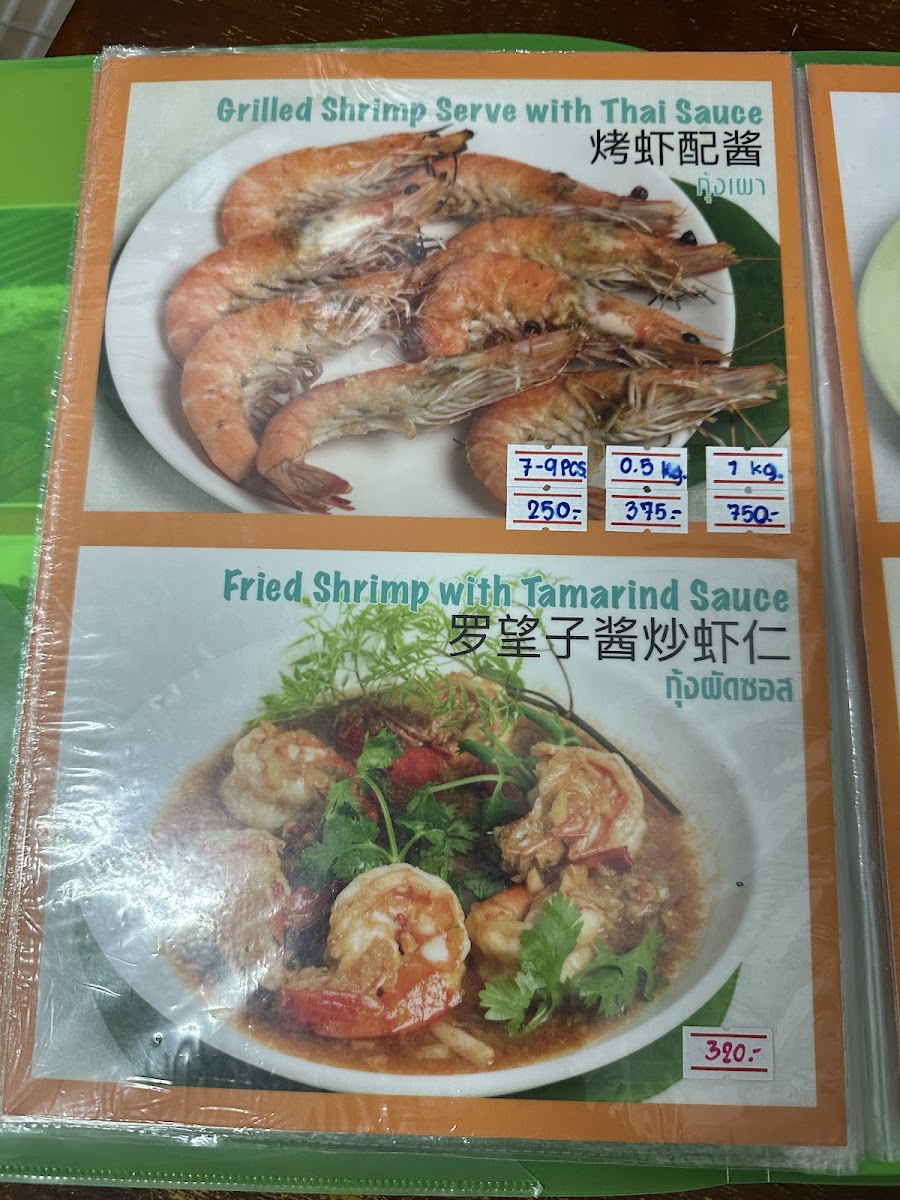 Grilled Shrimp Serve with Thai Sauce
烤虾配酱
กุ้งเผา
7-9PCS 0.5 Kg. 1 kg.
250.- 375.- 750.-
Fried Shrimp with Tamarind Sauce
罗望子酱炒虾仁
กุ้งผัดซอส
320.-